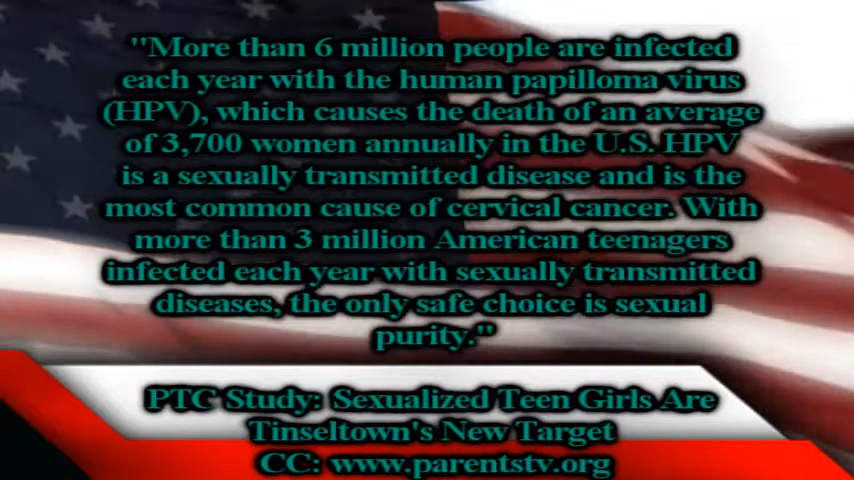 "More than 6 million people are infected
each year with the human papilloma virus
(HPV), which causes the death of an average
of 3,700 women annually in the U.S. HPV
is a sexually transmitted disease and is the
most common cause of cervical cancer. With
more than 3 million American teenagers
infected each year with sexually transmitted
diseases, the only safe choice is sexual
purity."
PTC Study: Sexualized Teen Girls Are
Tinseltown's New Target
CC: www.parentstv.org